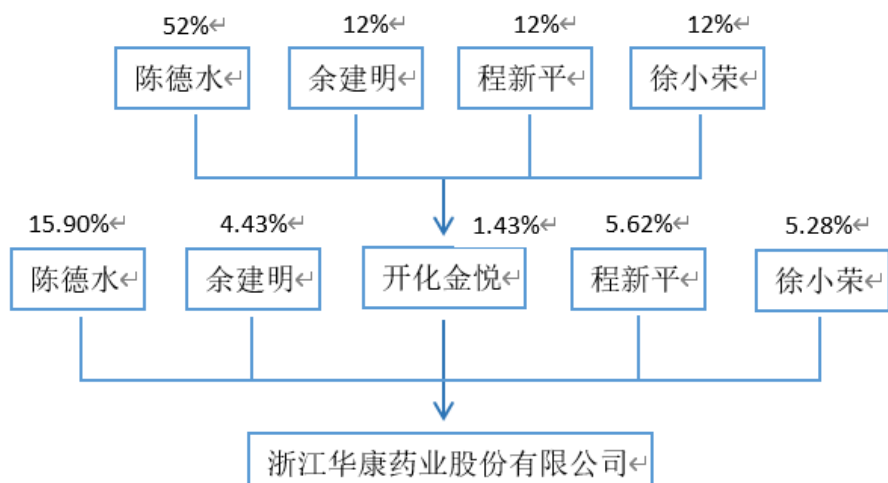 52% 12% 12% 12%
陈德水 余建明 程新平 徐小荣
15.90% 4.43% 1.43% 5.62% 5.28%
陈德水 余建明 开化金悦 程新平 徐小荣
浙江华康药业股份有限公司